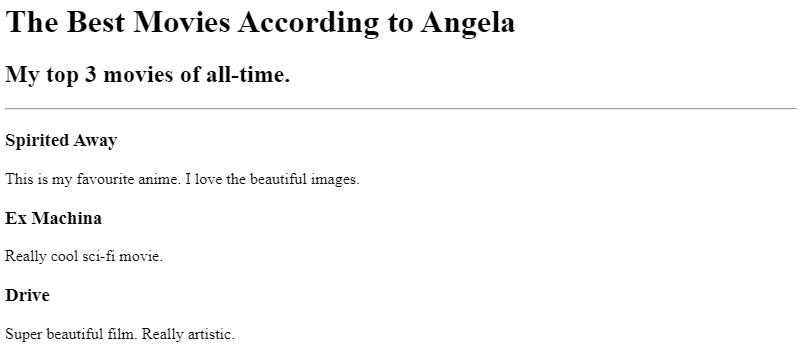 The Best Movies According to Angela
My top 3 movies of all-time.
Spirited Away
This is my favourite anime. I love the beautiful images.
Ex Machina
Really cool sci-fi movie.
Drive
Super beautiful film. Really artistic.